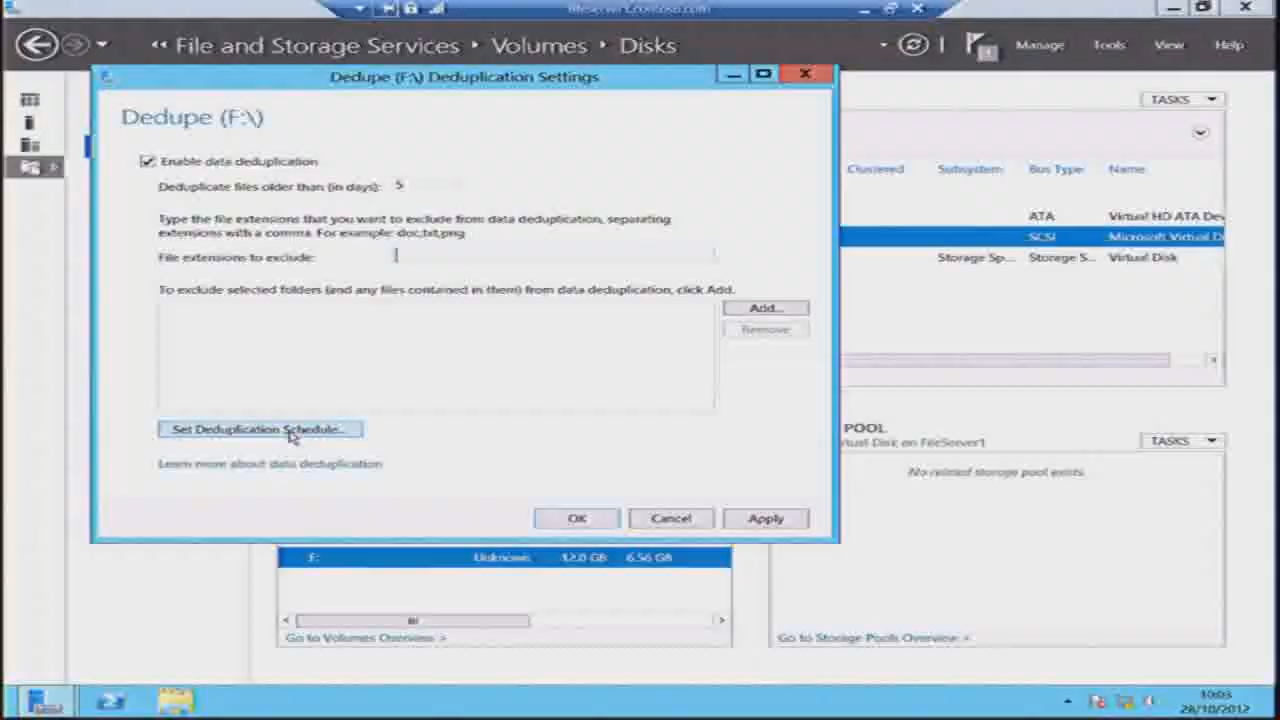 File and Storage Services ▸ Volumes ▸ Disks
Manage Tools View Help
Dedupe (F:\) Deduplication Settings
Dedupe (F:\)
Enable data deduplication
Deduplicate files older than (in days): 5
Type the file extensions that you want to exclude from data deduplication, separating
extensions with a comma. For example: doc,txt,png
File extensions to exclude:
To exclude selected folders (and any files contained in them) from data deduplication, click Add.
Add...
Remove
Set Deduplication Schedule...
Learn more about data deduplication
OK Cancel Apply
TASKS
Clustered Subsystem Bus Type Name
ATA Virtual HD ATA Dev
SCSI Microsoft Virtual D
Storage Sp... Storage S... Virtual Disk
POOL
irtual Disk on FileServer1
TASKS
No related storage pool exists.
F: Unknown 12.0 GB 6.56 GB
Go to Volumes Overview >
Go to Storage Pools Overview >
10:03
28/10/2012